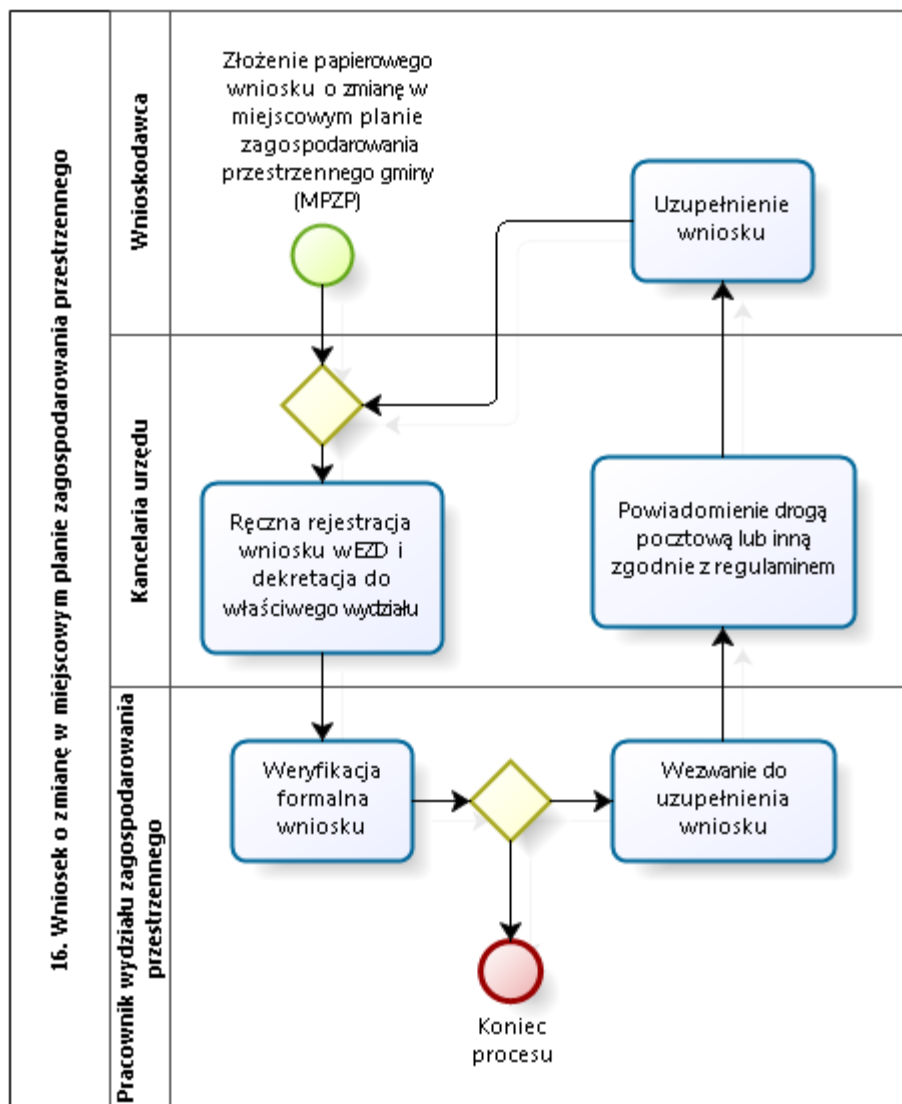 16. Wniosek o zmianę w miejscowym planie zagospodarowania przestrzennego
Wnioskodawca
Złożenie papierowego
wniosku o zmianę w
miejscowym planie
zagospodarowania
przestrzennego gminy
(MPZP)
Uzupełnienie
wniosku
Kancelaria urzędu
Ręczna rejestracja
wniosku w EZD i
dekretacja do
właściwego wydziału
Powiadomienie drogą
pocztową lub inną
zgodnie z regulaminem
Pracownik wydziału zagospodarowania
przestrzennego
Weryfikacja
formalna
wniosku
Wezwanie do
uzupełnienia
wniosku
Koniec
procesu